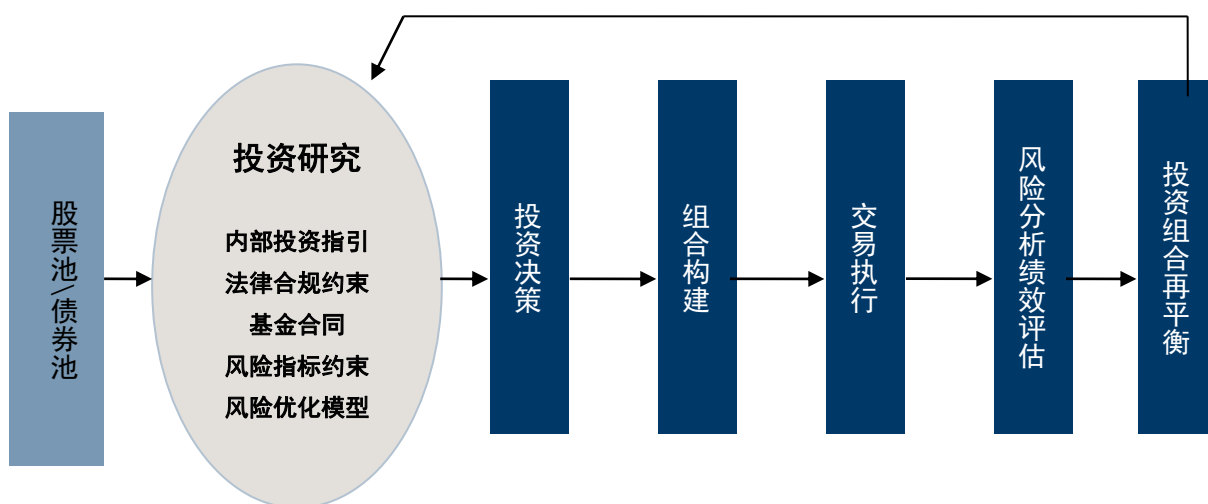 股票池\债券池
投资研究
内部投资指引
法律合规约束
基金合同
风险指标约束
风险优化模型
投资决策
组合构建
交易执行
风险分析绩效评估
投资组合再平衡